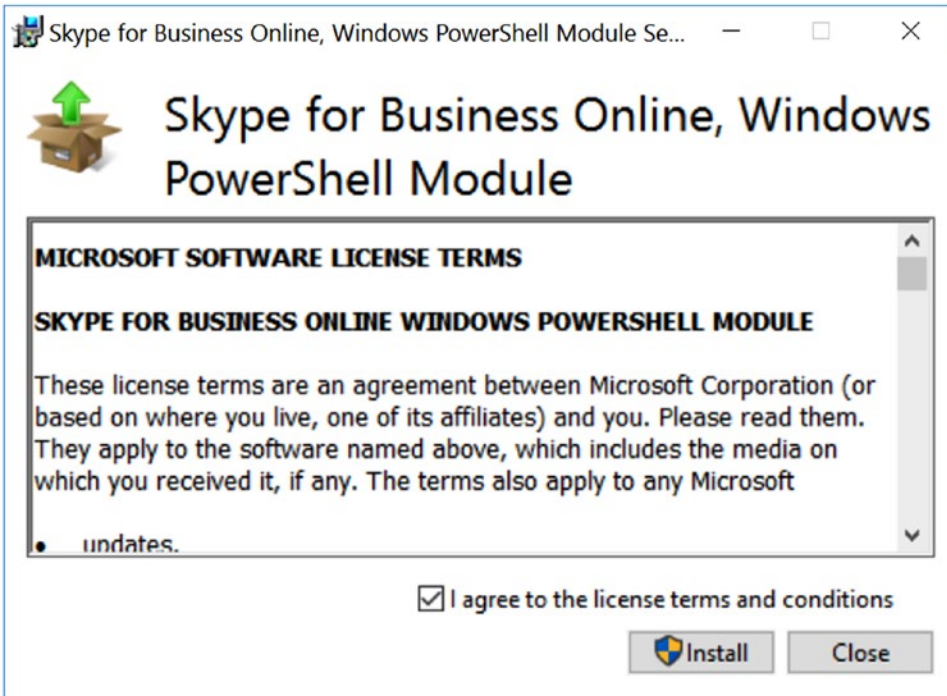 Skype for Business Online, Windows PowerShell Module Se...
Skype for Business Online, Windows
PowerShell Module
MICROSOFT SOFTWARE LICENSE TERMS
SKYPE FOR BUSINESS ONLINE WINDOWS POWERSHELL MODULE
These license terms are an agreement between Microsoft Corporation (or
based on where you live, one of its affiliates) and you. Please read them.
They apply to the software named above, which includes the media on
which you received it, if any. The terms also apply to any Microsoft
• updates,
I agree to the license terms and conditions
Install Close